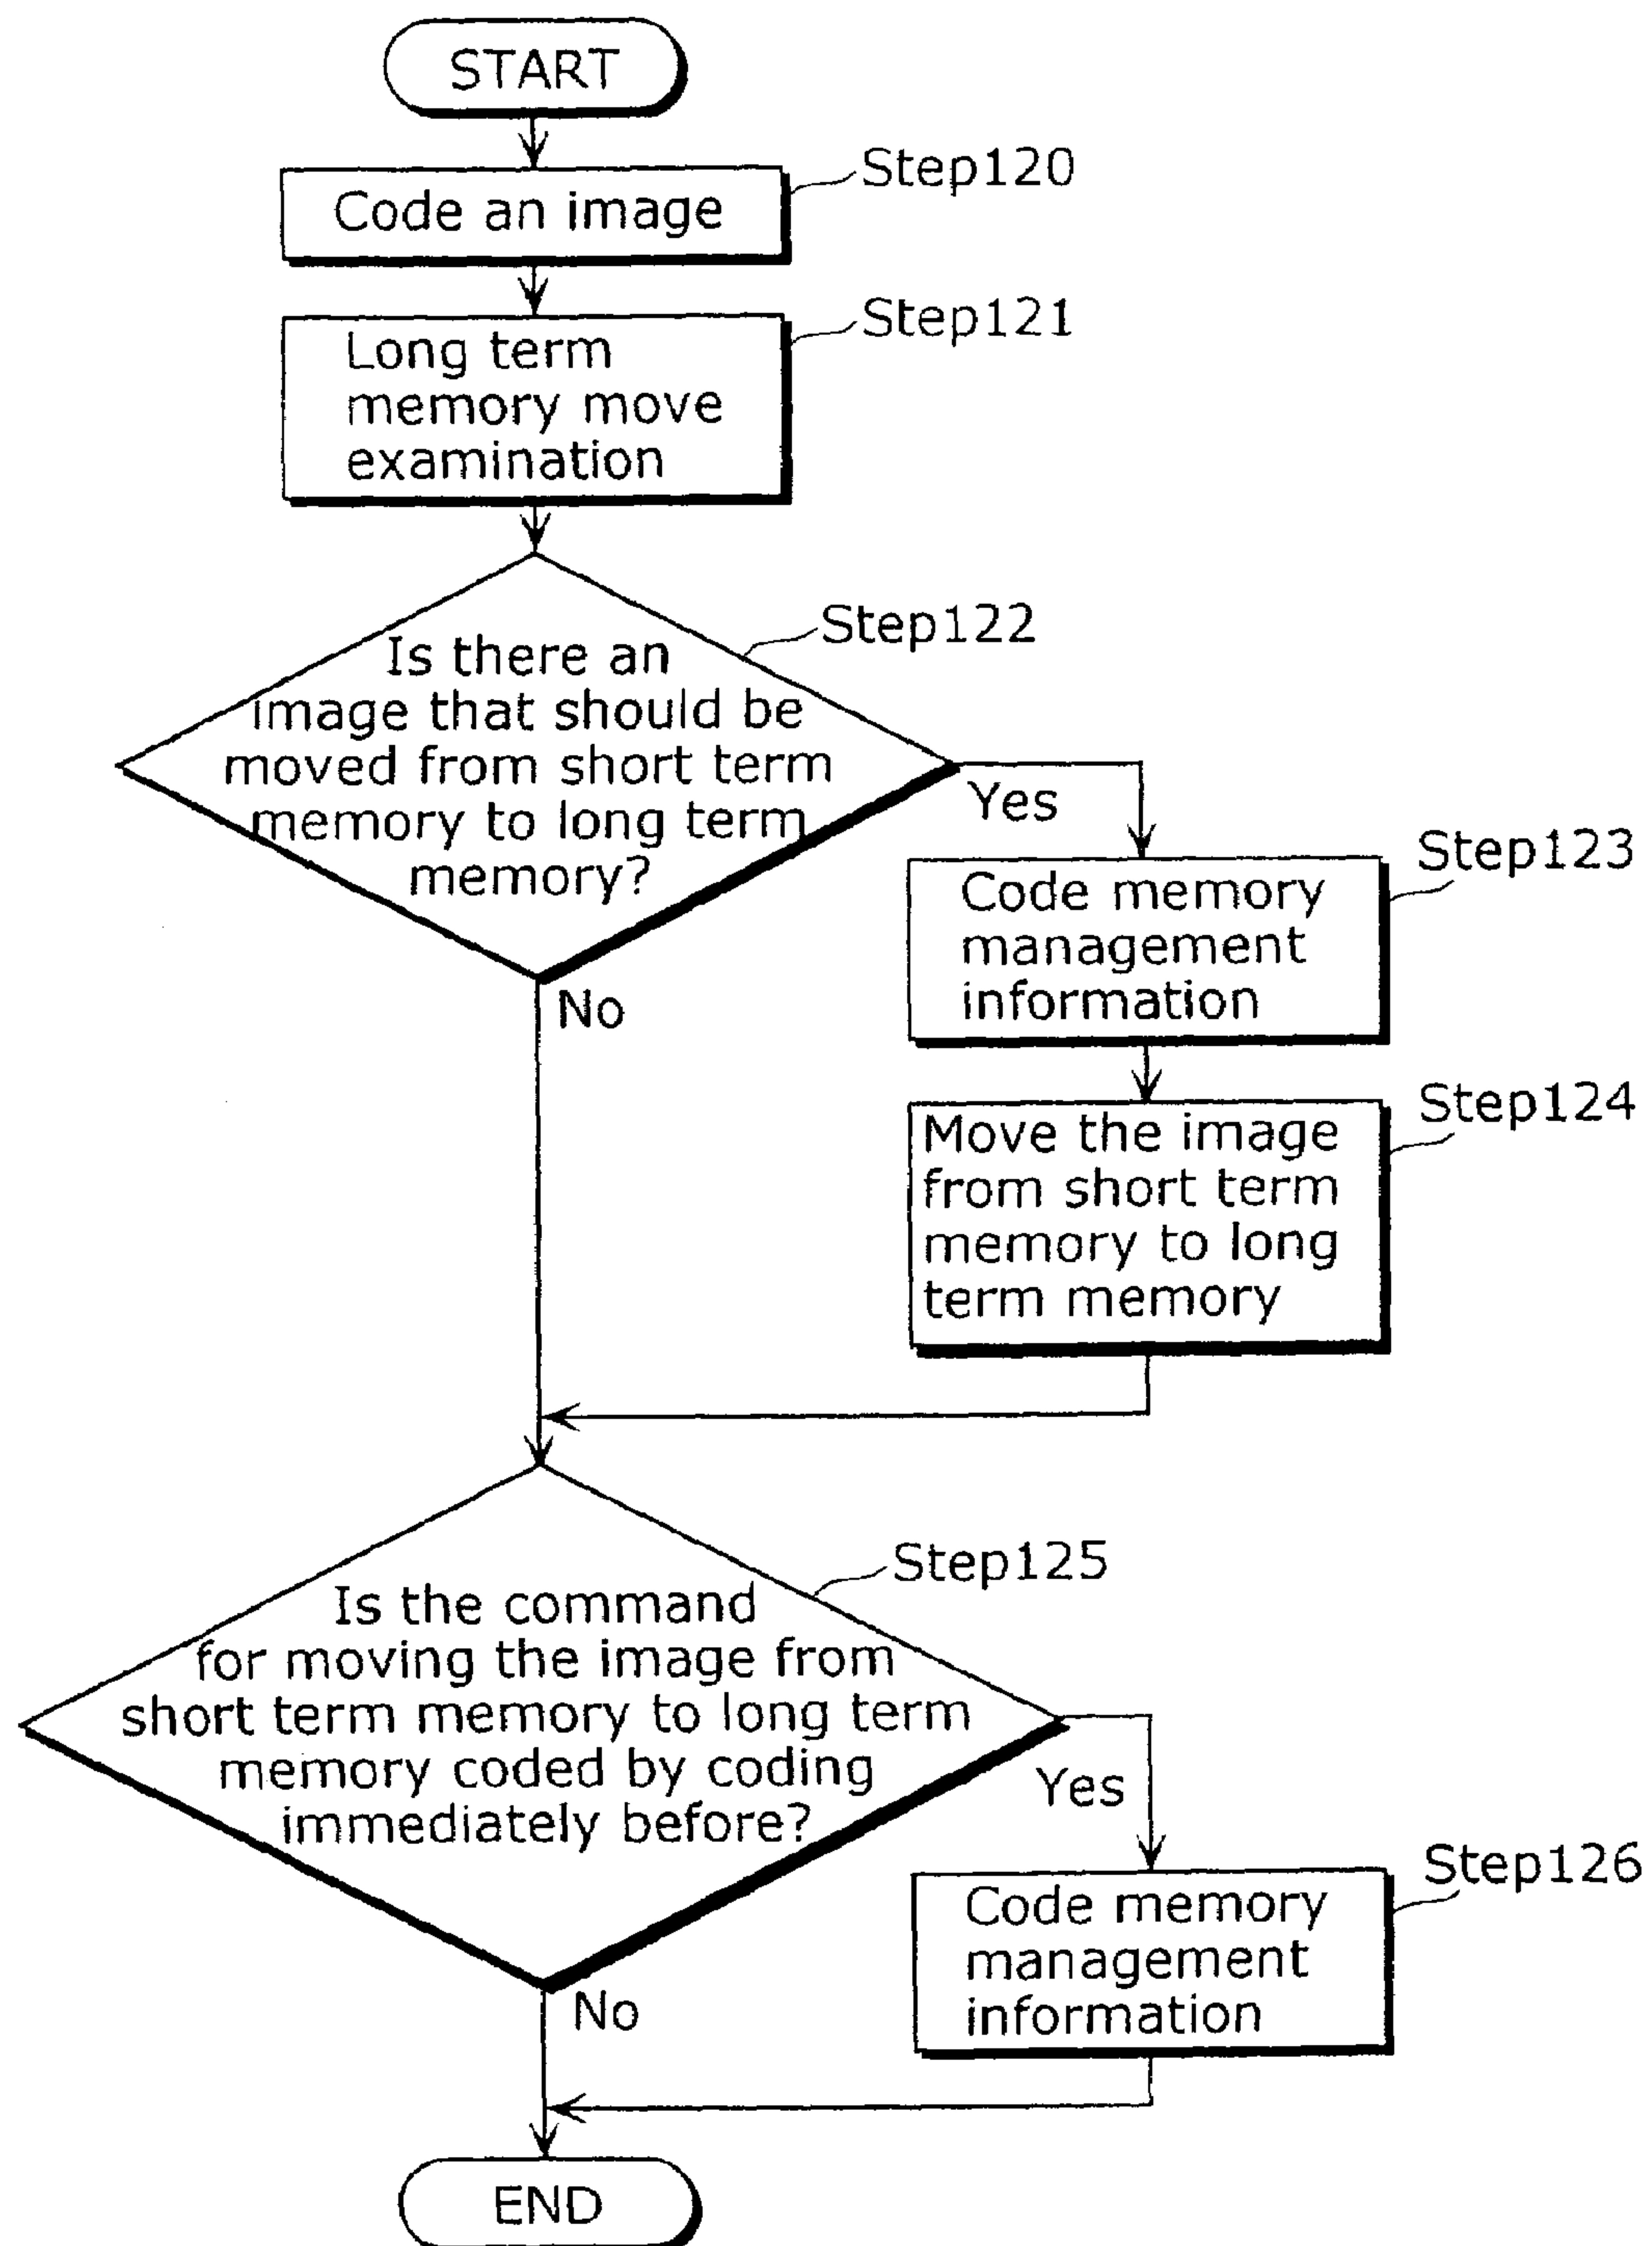 START
Step120
Code an image
Step121
Long term
memory move
examination
Step122
Is there an
image that should be
moved from short term
memory to long term
memory?
Yes
No
Step123
Code memory
management
information
Step124
Move the image
from short term
memory to long
term memory
Step125
Is the command
for moving the image from
short term memory to long term
memory coded by coding
immediately before?
Yes
No
Step126
Code memory
management
information
END